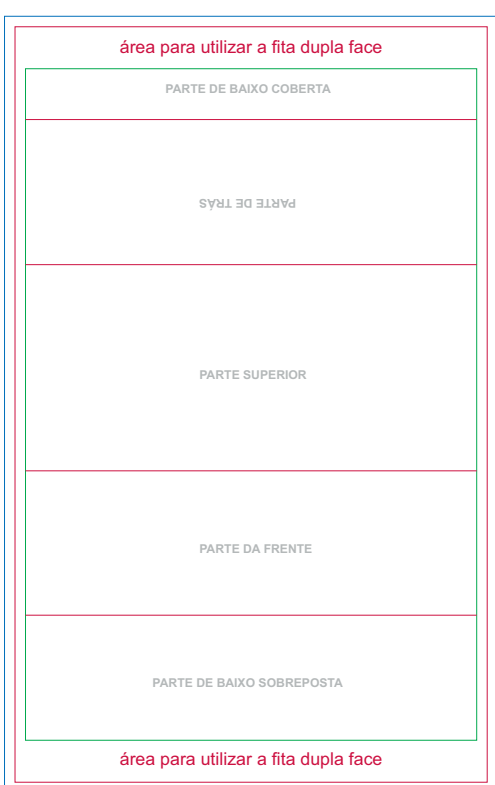 área para utilizar a fita dupla face
PARTE DE BAIXO COBERTA
PARTE DE TRÁS
PARTE SUPERIOR
PARTE DA FRENTE
PARTE DE BAIXO SOBREPOSTA
área para utilizar a fita dupla face